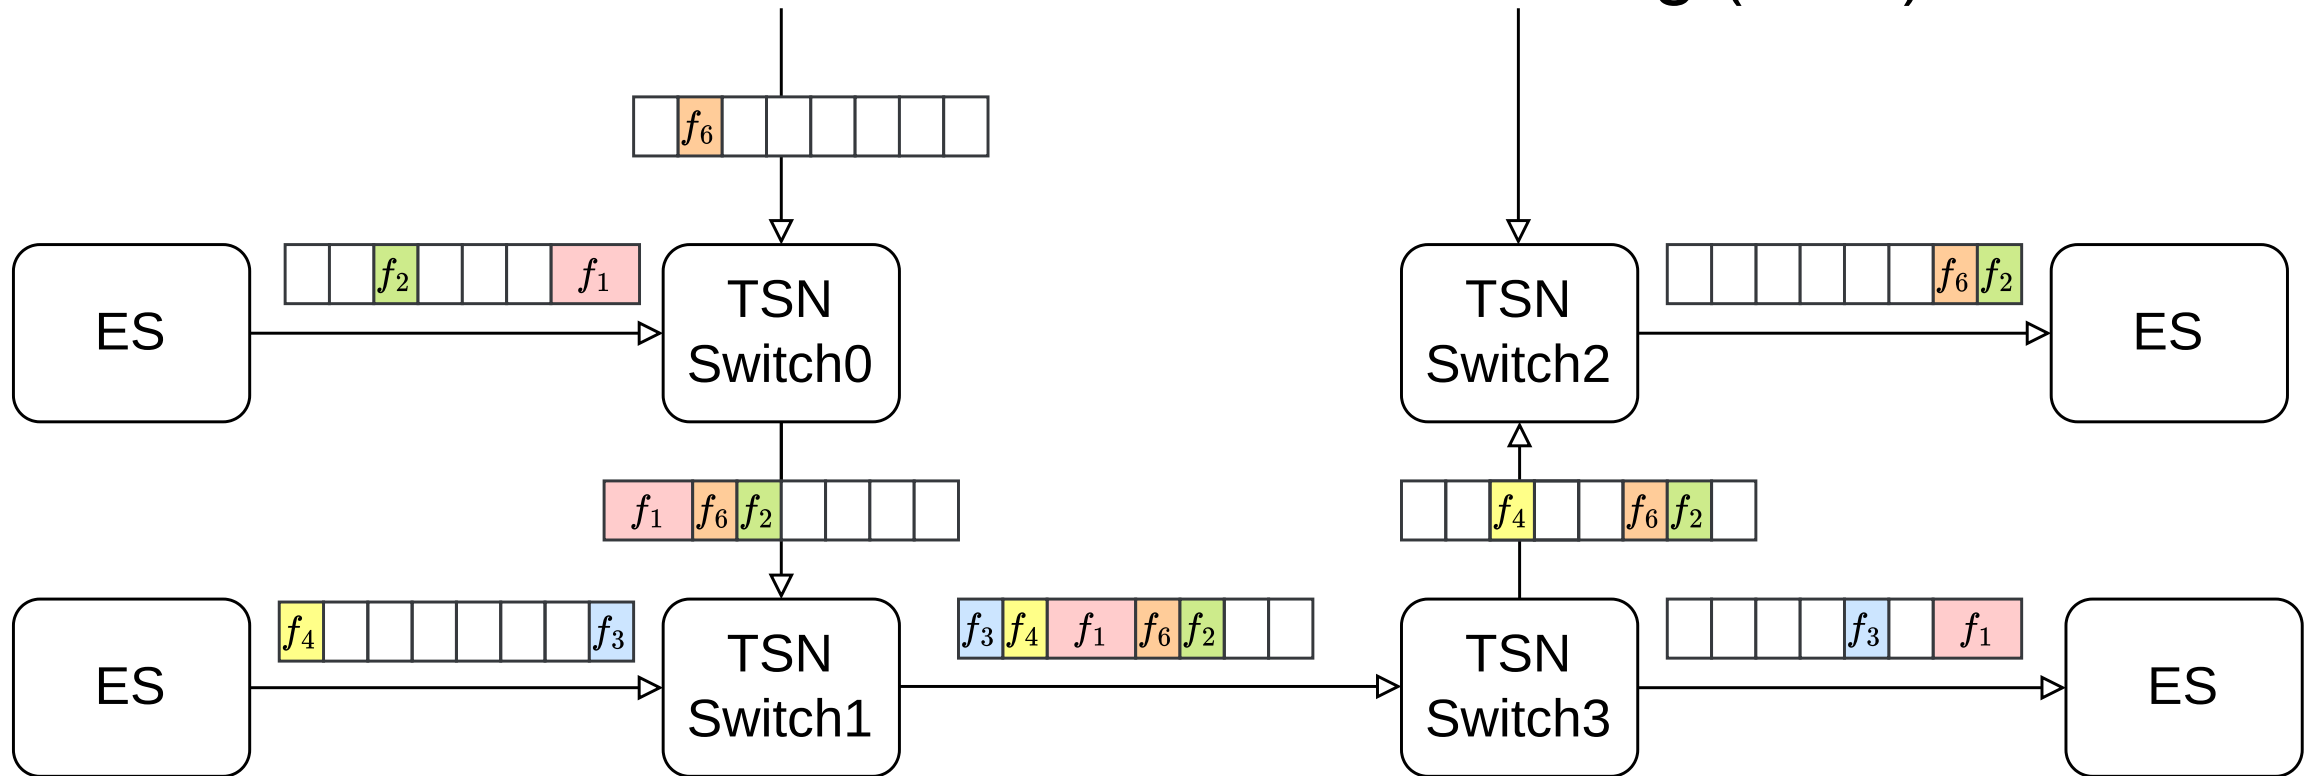 f6
f2 f1
ES
TSN
Switch0
TSN
Switch2
f6 f2
ES
f1 f6 f2
f4 f6 f2
ES
f4 f3
TSN
Switch1
f3 f4 f1 f6 f2
TSN
Switch3
f3 f1
ES